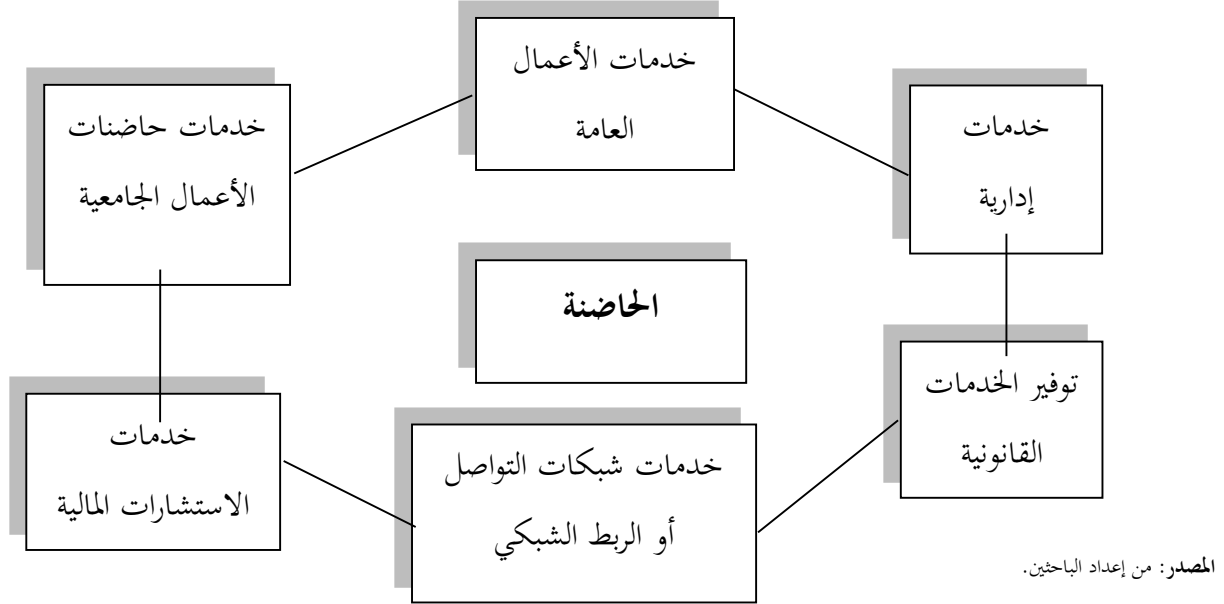 خدمات الأعمال
العامة
خدمات
إدارية
خدمات حاضنات
الأعمال الجامعية
الحاضنة
توفير الخدمات
القانونية
خدمات شبكات التواصل
أو الربط الشبكي
خدمات
الاستشارات المالية
المصدر: من إعداد الباحثين.